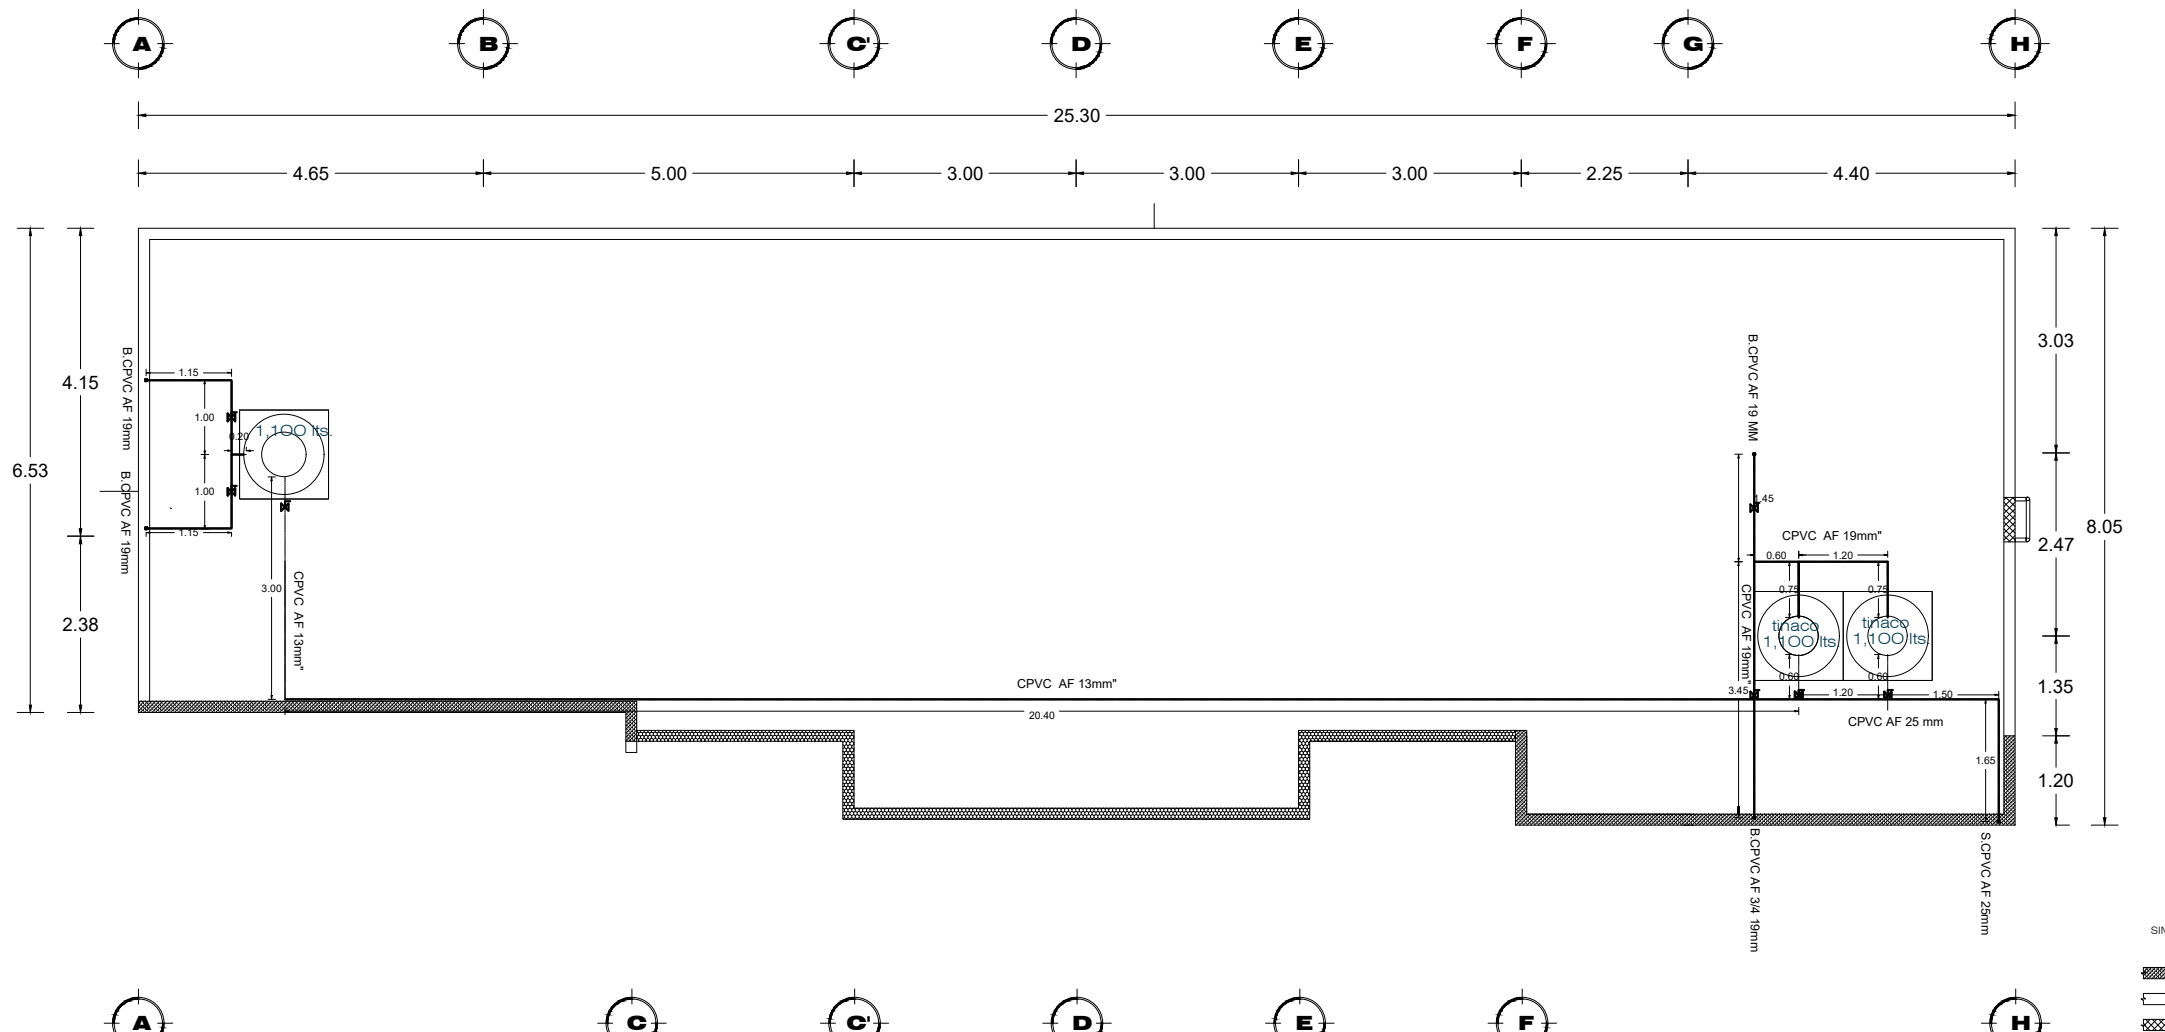 A B C' D E F G H
25.30
4.65 5.00 3.00 3.00 3.00 2.25 4.40
6.53
4.15
2.38
3.03
2.47
1.35
1.20
8.05
B.CPVC AF 19mm
B.CPVC AF 19mm
1.15
1.00
0.20
1,100 lts.
1.00
1.15
3.00
CPVC AF 13mm"
CPVC AF 13mm"
20.40
B.CPVC AF 19 MM
1.45
CPVC AF 19mm"
0.60 1.20
0.75 0.75
CPVC AF 19mm"
tinaco
1,100 lts.
tinaco
1,100 lts.
0.60 0.60
3.45 1.20 1.50
CPVC AF 25 mm
1.65
B.CPVC AF 3/4 19mm
S.CPVC AF 25mm
A C C' D E F H